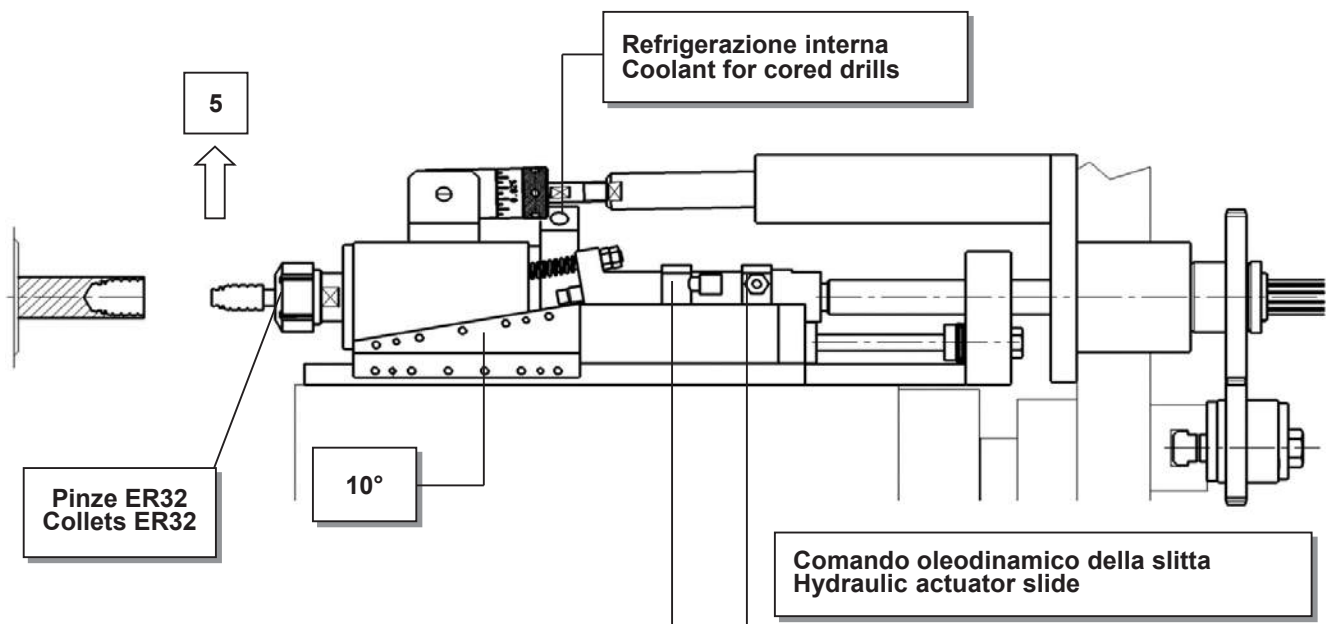 Refrigerazione interna
Coolant for cored drills
5
10°
Pinze ER32
Collets ER32
Comando oleodinamico della slitta
Hydraulic actuator slide